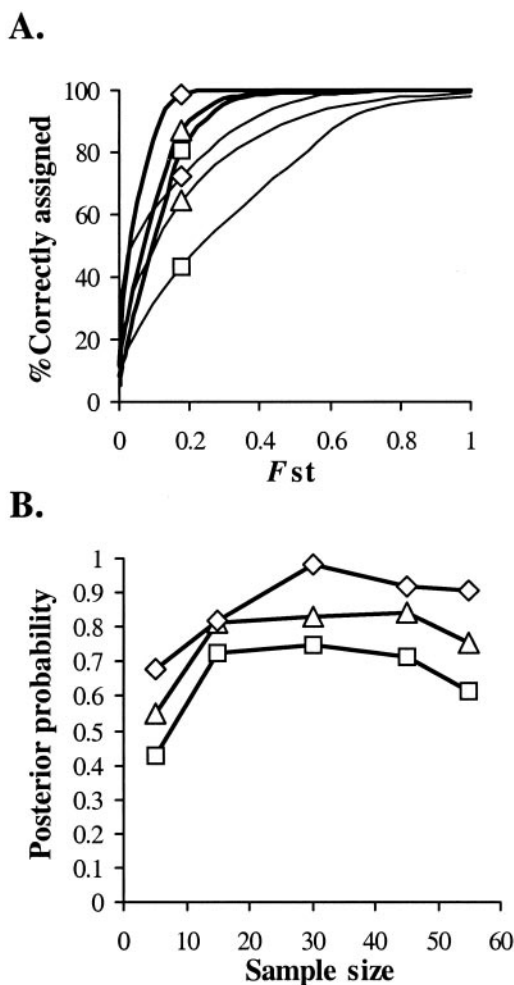 A.
100
80
60
40
20
0
% Correctly assigned
0 0.2 0.4 0.6 0.8 1
Fst
B.
1
0.9
0.8
0.7
0.6
0.5
0.4
0.3
0.2
0.1
0
Posterior probability
0 10 20 30 40 50 60
Sample size